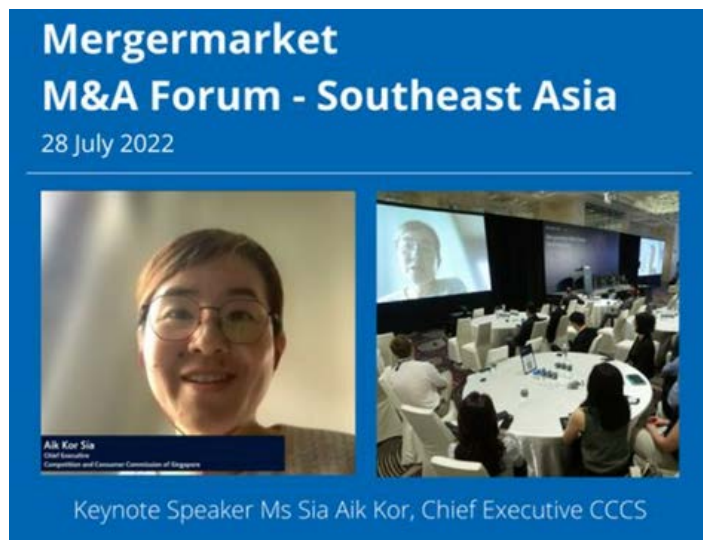 Mergermarket
M&A Forum - Southeast Asia
28 July 2022
Aik Kor Sia
Chief Executive
Competition and Consumer Commission of Singapore
Keynote Speaker Ms Sia Aik Kor, Chief Executive CCCS